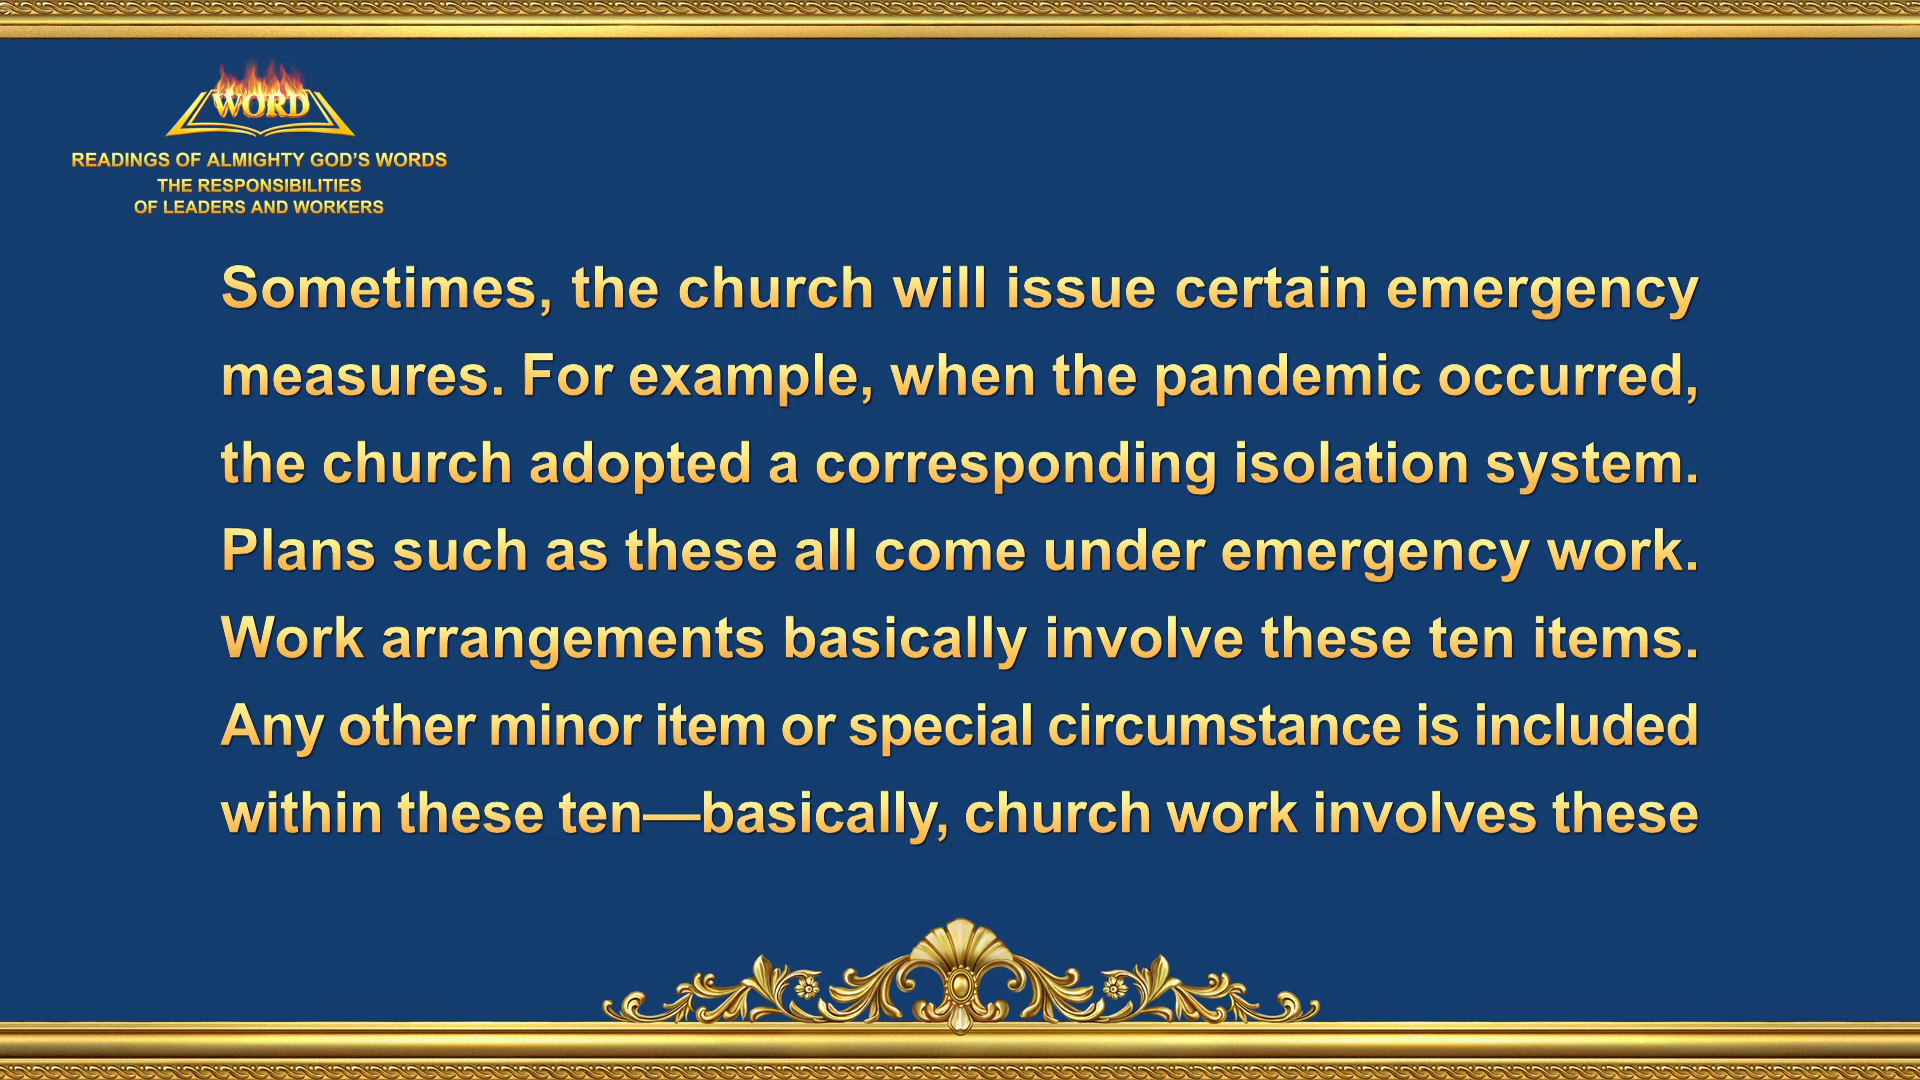 WORD
READINGS OF ALMIGHTY GOD’S WORDS
THE RESPONSIBILITIES
OF LEADERS AND WORKERS
Sometimes, the church will issue certain emergency
measures. For example, when the pandemic occurred,
the church adopted a corresponding isolation system.
Plans such as these all come under emergency work.
Work arrangements basically involve these ten items.
Any other minor item or special circumstance is included
within these ten—basically, church work involves these